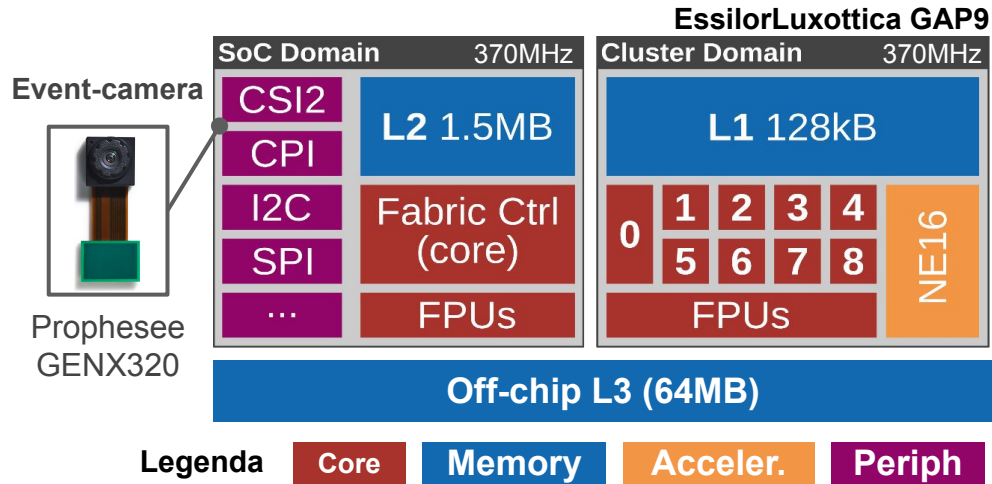 EssilorLuxottica GAP9
SoC Domain 370MHz
Cluster Domain 370MHz
Event-camera
CSI2
CPI
I2C
SPI
...
L2 1.5MB
Fabric Ctrl
(core)
FPUs
L1 128kB
0
1 2 3 4
5 6 7 8
FPUs
NE16
Prophesee
GENX320
Off-chip L3 (64MB)
Legenda Core Memory Acceler. Periph